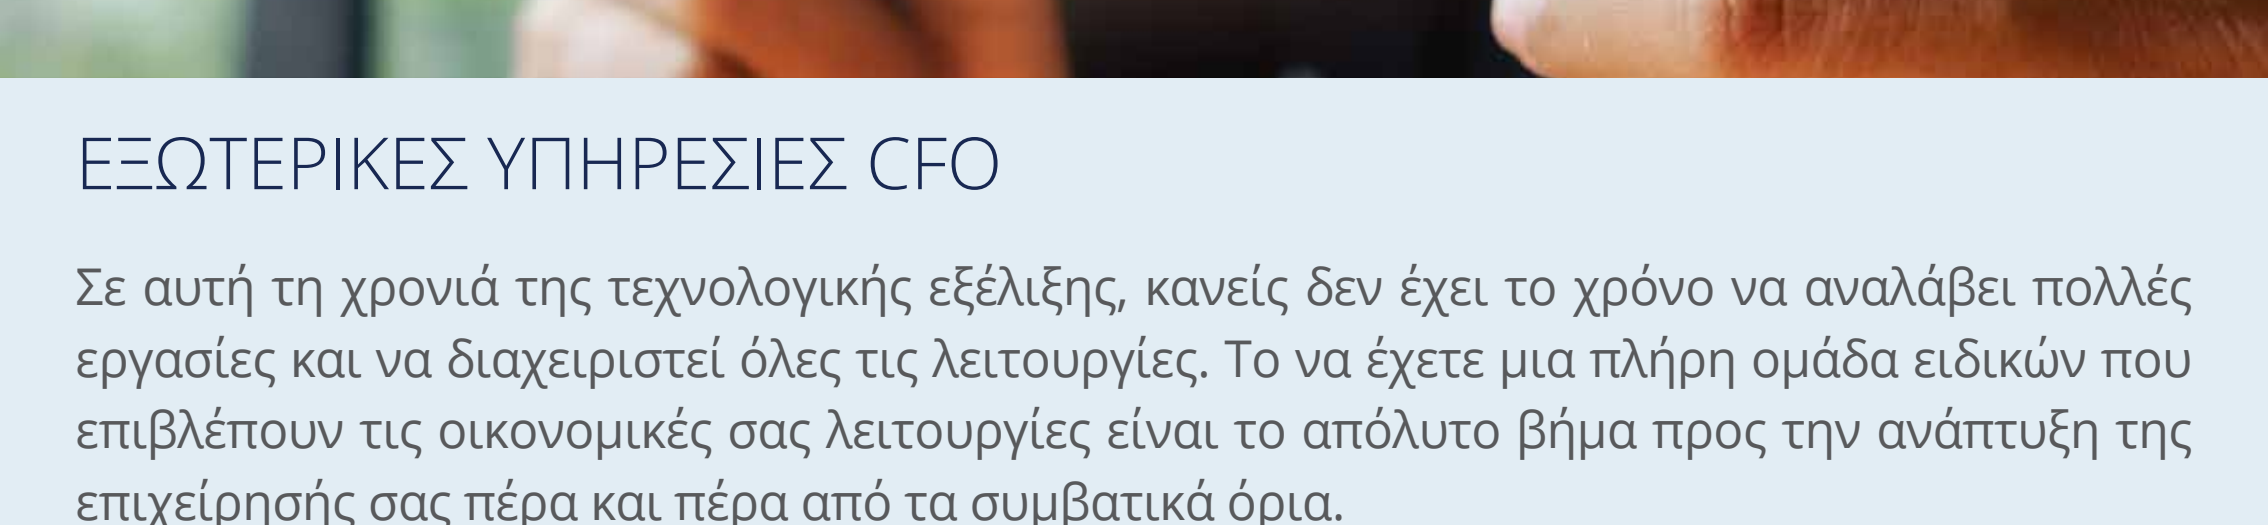 ΕΞΩΤΕΡΙΚΕΣ ΥΠΗΡΕΣΙΕΣ CFO
Σε αυτή τη χρονιά της τεχνολογικής εξέλιξης, κανείς δεν έχει το χρόνο να αναλάβει πολλές
εργασίες και να διαχειριστεί όλες τις λειτουργίες. Το να έχετε μια πλήρη ομάδα ειδικών που
επιβλέπουν τις οικονομικές σας λειτουργίες είναι το απόλυτο βήμα προς την ανάπτυξη της
επιχείρησής σας πέρα και πέρα από τα συμβατικά όρια.